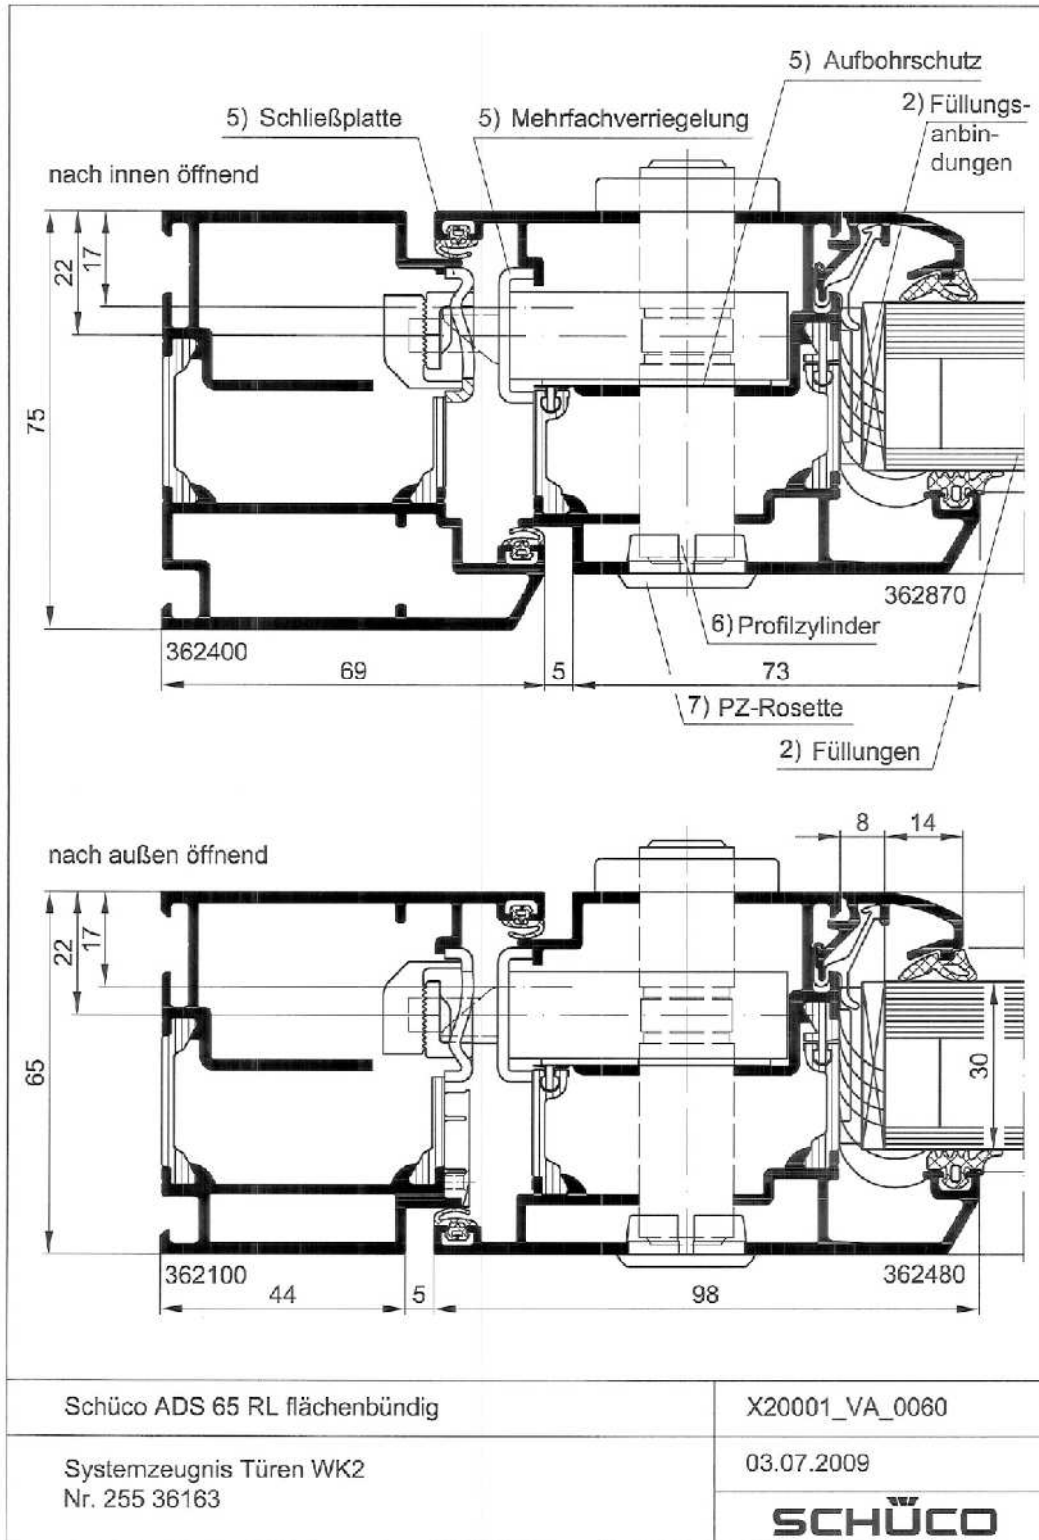 5) Aufbohrschutz
5) Schließplatte
5) Mehrfachverriegelung
2) Füllungs-
anbin-
dungen
nach innen öffnend
22
17
75
362870
6) Profilzylinder
362400
69
5
73
7) PZ-Rosette
2) Füllungen
8
14
nach außen öffnend
22
17
65
30
362100
362480
44
5
98
Schüco ADS 65 RL flächenbündig
X20001_VA_0060
Systemzeugnis Türen WK2
Nr. 255 36163
03.07.2009
SCHÜCO